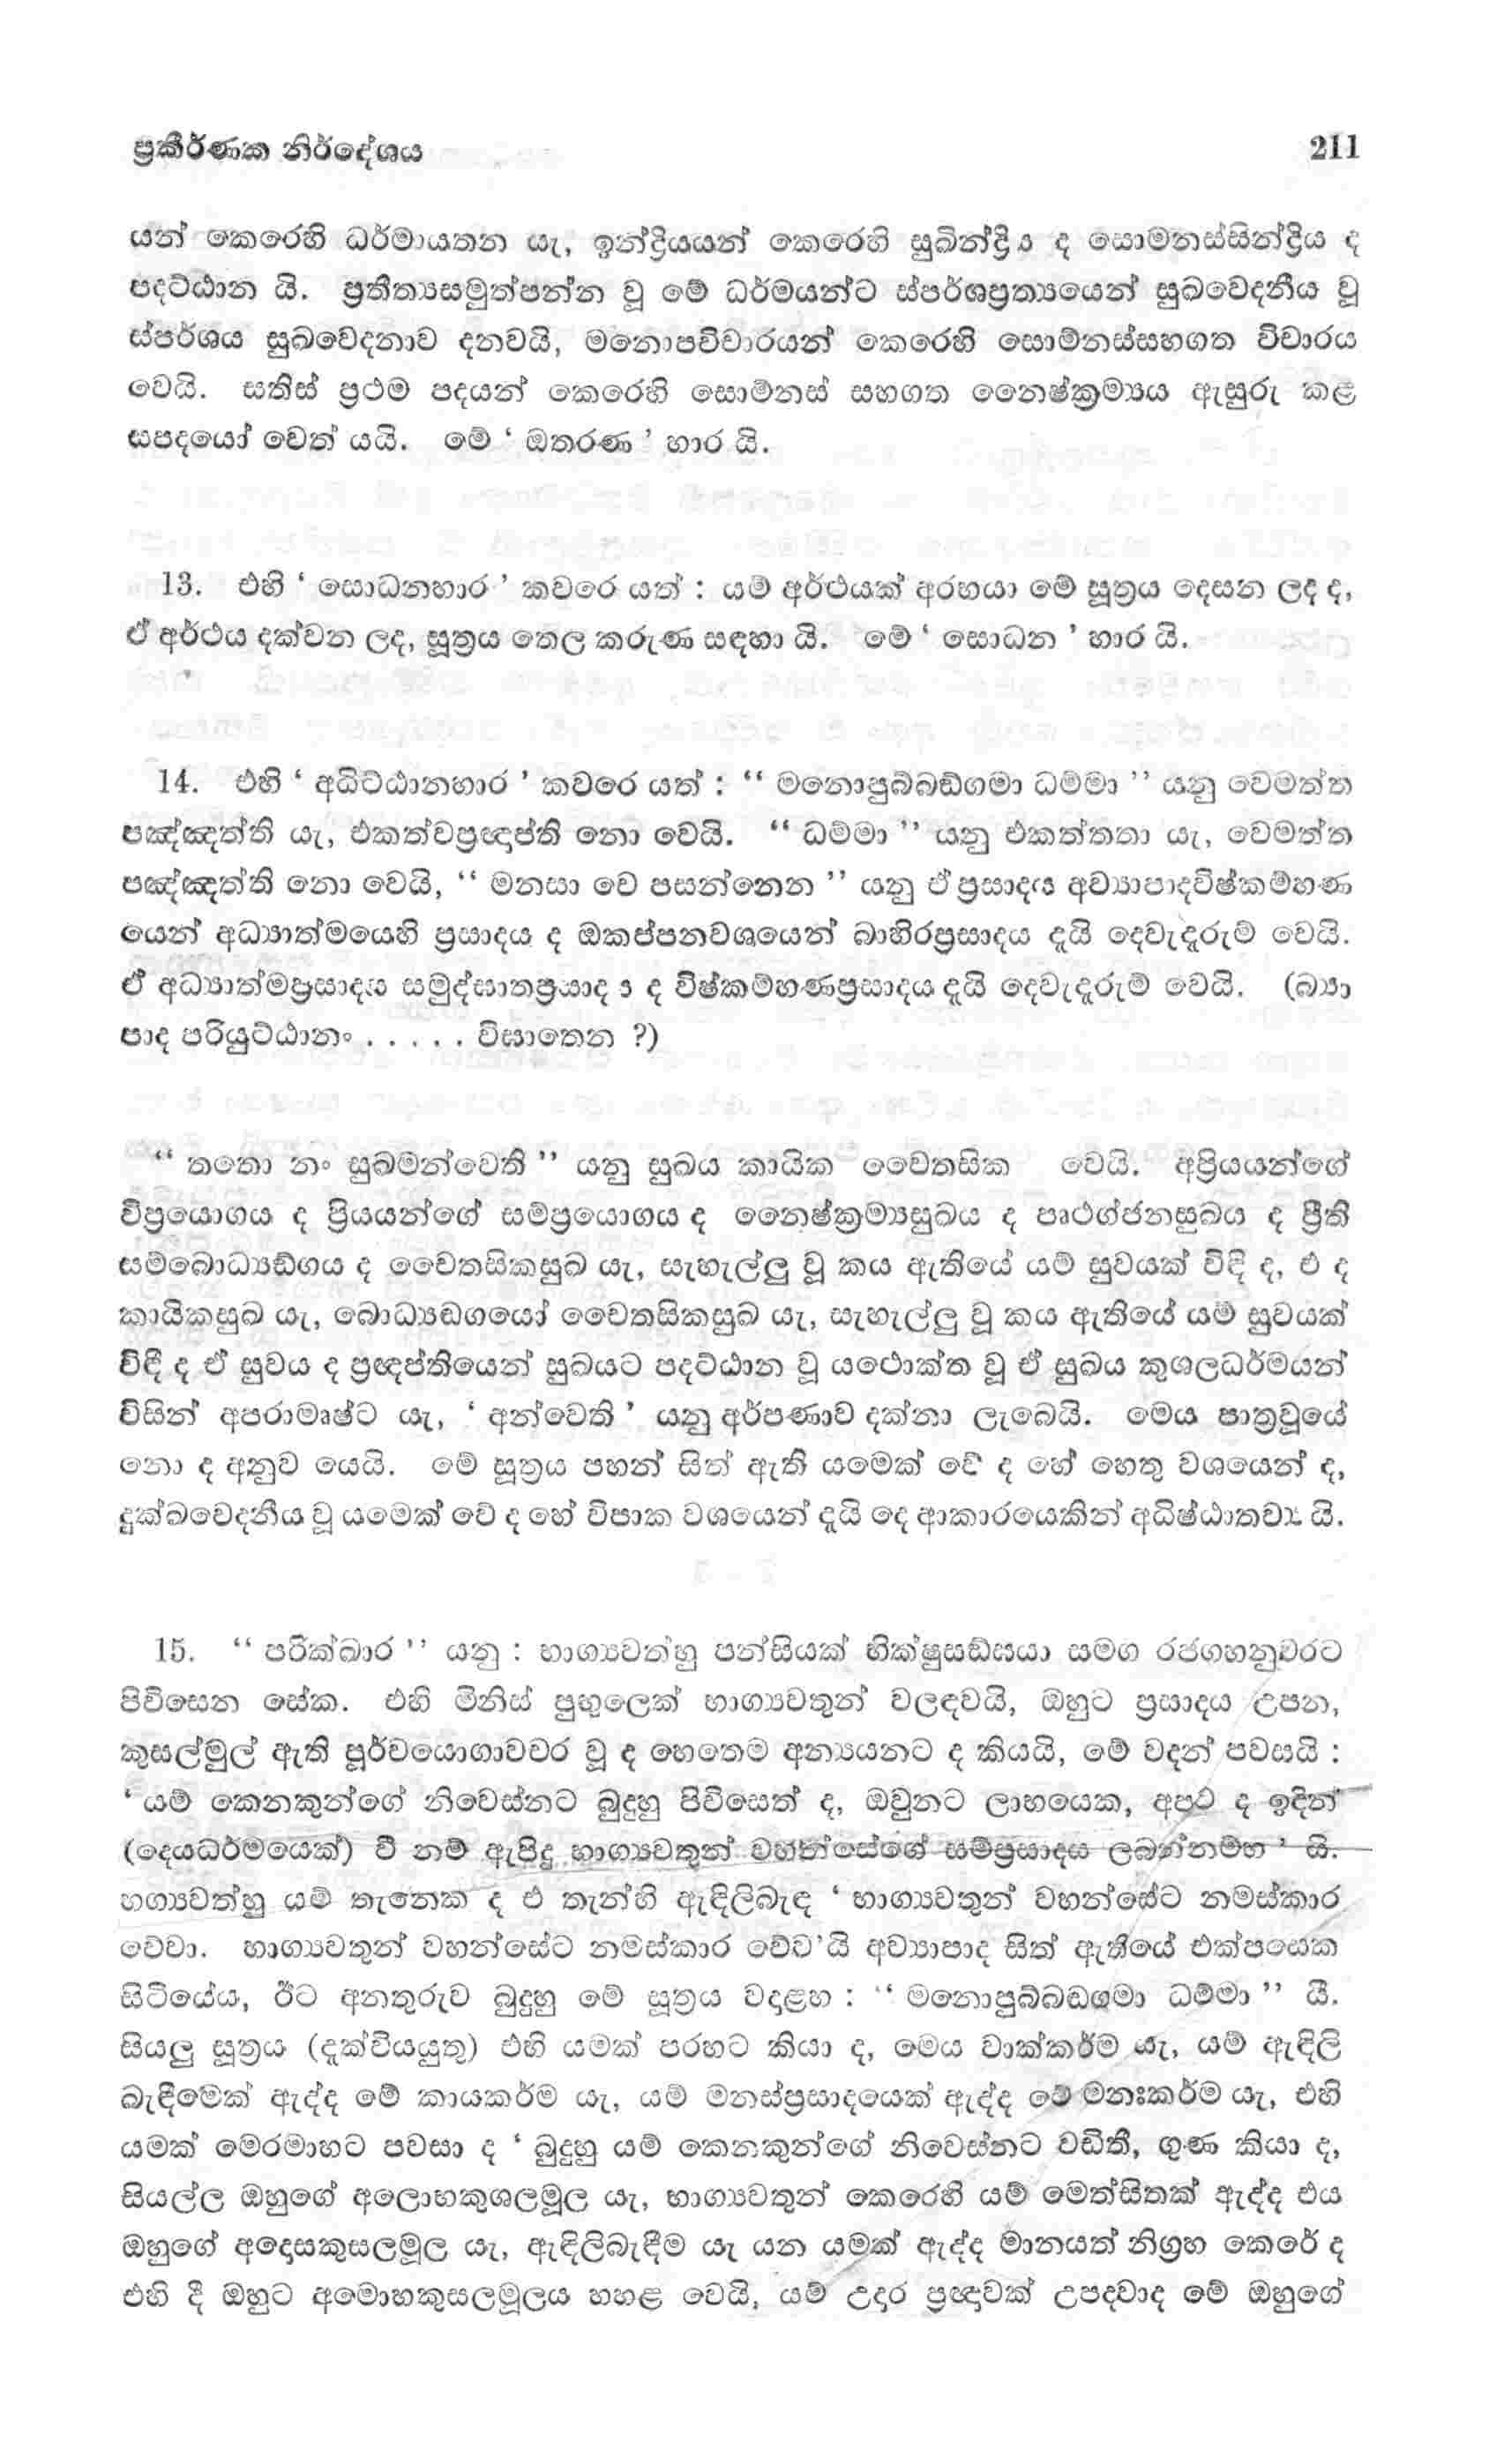 ප්‍රකීර්ණක නිර්දේශය 211
යන් කෙරෙහි ධර්මායතන යැ, ඉන්ද්‍රියයන් කෙරෙහි සුඛින්ද්‍රිය ද සොමනස්සින්ද්‍රිය ද
පදට්ඨාන යි. ප්‍රතීත්‍යසමුත්පන්න වූ මේ ධර්මයන්ට ස්පර්ශප්‍රත්‍යයෙන් සුඛවෙදනීය වූ
ස්පර්ශය සුඛවෙදනාව දනවයි, මනොපවිචාරයන් කෙරෙහි සොම්නස්සහගත විචාරය
වෙයි. සතිස් ප්‍රථම පදයන් කෙරෙහි සොම්නස් සහගත නෛෂ්ක්‍රම්‍යය ඇසුරු කළ
සපදයෝ වෙත් යයි. මේ ‘ ඔතරණ ’ හාර යි.
13. එහි ‘ සොධනහාර ’ කවරෙ යත් : යම් අර්ථයක් අරභයා මේ සූත්‍රය දෙසන ලද ද,
ඒ අර්ථය දක්වන ලද, සූත්‍රය තෙල කරුණ සඳහා යි. මේ ‘ සොධන ’ හාර යි.
14. එහි ‘ අධිට්ඨානහාර ’ කවරෙ යත් : “ මනොපුබ්බඞ්ගමා ධම්මා ” යනු වෙමත්ත
පඤ්ඤත්ති යැ, එකත්වප්‍රඥප්ති නො වෙයි. “ ධම්මා ” යනු එකත්තතා යැ, වෙමත්ත
පඤ්ඤත්ති නො වෙයි, “ මනසා චෙ පසන්නෙන ” යනු ඒ ප්‍රසාදය අව්‍යාපාදවිෂ්කම්භණ
යෙන් අධ්‍යාත්මයෙහි ප්‍රසාදය ද ඔකප්පනවශයෙන් බාහිරප්‍රසාදය දැයි දෙවැදෑරුම් වෙයි.
ඒ අධ්‍යාත්මප්‍රසාදය සමුද්ඝාතප්‍රසාද ද විෂ්කම්භණප්‍රසාදය දැයි දෙවැදෑරුම් වෙයි. (බ්‍යා
පාද පරියුට්ඨානං . . . . . විඝාතෙන ?)
“ තතො නං සුඛමන්වෙති ” යනු සුඛය කායික චෛතසික වෙයි. අප්‍රියයන්ගේ
විප්‍රයොගය ද ප්‍රියයන්ගේ සම්ප්‍රයොගය ද නෛෂ්ක්‍රම්‍යසුඛය ද පෘථග්ජනසුඛය ද ප්‍රීති
සම්බොධ්‍යඞ්ගය ද චෛතසිකසුඛ යැ, සැහැල්ලු වූ කය ඇතියේ යම් සුවයක් විඳී ද, එ ද
කායිකසුඛ යැ, බොධ්‍යඞගයෝ චෛතසිකසුඛ යැ, සැහැල්ලු වූ කය ඇතියේ යම් සුවයක්
විඳී ද ඒ සුවය ද ප්‍රඥප්තියෙන් සුඛයට පදට්ඨාන වූ යථොක්ත වූ ඒ සුඛය කුශලධර්මයන්
විසින් අපරාමෘෂ්ට යැ, ‘ අන්වෙති ’ යනු අර්පණාව දක්නා ලැබෙයි. මෙය පාත්‍රවූයේ
නො ද අනුව යෙයි. මේ සූත්‍රය පහන් සිත් ඇති යමෙක් වේ ද හේ හෙතු වශයෙන් ද,
දුක්ඛවෙදනීය වූ යමෙක් වේ ද හේ විපාක වශයෙන් දැයි දෙ ආකාරයෙකින් අධිෂ්ඨාතව්‍ය යි.
15. “ පරික්ඛාර ” යනු : භාග්‍යවත්හු පන්සියක් භික්ෂුසඞ්ඝයා සමග රජගහනුවරට
පිවිසෙන සේක. එහි මිනිස් පුඟුලෙක් භාග්‍යවතුන් වලඳවයි, ඔහුට ප්‍රසාදය උපන,
කුසල්මුල් ඇති පූර්වයොගාවචර වූ ද හෙතෙම අන්‍යයනට ද කියයි, මේ වදන් පවසයි :
‘ යම් කෙනකුන්ගේ නිවෙස්නට බුදුහු පිවිසෙත් ද, ඔවුනට ලාභයෙක, අපට ද ඉදින්
(දෙයධර්මයෙක්) වී නම් ඇපිදු භාග්‍යවතුන් වහන්සේගේ සම්ප්‍රසාදය ලබන්නම්හ ’ යි.
භග්‍යවත්හු යම් තැනෙක ද එ තැන්හි ඇඳිලිබැඳ ‘ භාග්‍යවතුන් වහන්සේට නමස්කාර
වේවා. භාග්‍යවතුන් වහන්සේට නමස්කාර වේව’යි අව්‍යාපාද සිත් ඇතියේ එක්පසෙක
සිටියේය, ඊට අනතුරුව බුදුහු මේ සූත්‍රය වදාළහ : “ මනොපුබ්බඞගමා ධම්මා ” යී.
සියලු සූත්‍රය (දැක්වියයුතු) එහි යමක් පරහට කියා ද, මෙය වාක්කර්ම යැ, යම් ඇඳිලි
බැඳීමෙක් ඇද්ද මේ කායකර්ම යැ, යම් මනස්ප්‍රසාදයෙක් ඇද්ද මේ මනඃකර්ම යැ, එහි
යමක් මෙරමාහට පවසා ද ‘ බුදුහු යම් කෙනකුන්ගේ නිවෙස්නට වඩිතී, ගුණ කියා ද,
සියල්ල ඔහුගේ අලොභකුශලමූල යැ, භාග්‍යවතුන් කෙරෙහි යම් මෙත්සිතක් ඇද්ද එය
ඔහුගේ අදොසකුසලමූල යැ, ඇඳිලිබැඳීම යැ යන යමක් ඇද්ද මානයත් නිග්‍රහ කෙරේ ද
එහි දී ඔහුට අමොහකුසලමූලය හහළ වෙයි, යම් උදාර ප්‍රඥාවක් උපදවාද මේ ඔහුගේ